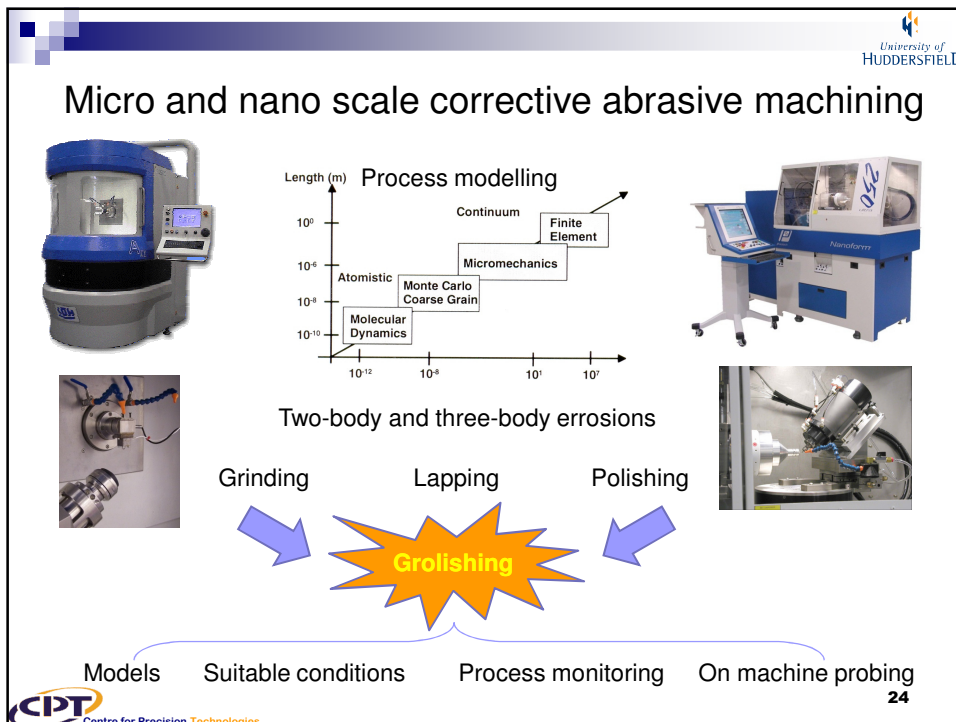 University of
HUDDERSFIELD
Micro and nano scale corrective abrasive machining
Length (m) Process modelling
Continuum
10⁰
Finite
Element
Micromechanics
10⁻⁶
Atomistic
Monte Carlo
Coarse Grain
10⁻⁸
Molecular
Dynamics
10⁻¹⁰
10⁻¹² 10⁻⁸ 10¹ 10⁷
250
Nanoform
Two-body and three-body errosions
Grinding Lapping Polishing
Grolishing
Models Suitable conditions Process monitoring On machine probing
24
CPT
Centre for Precision Technologies